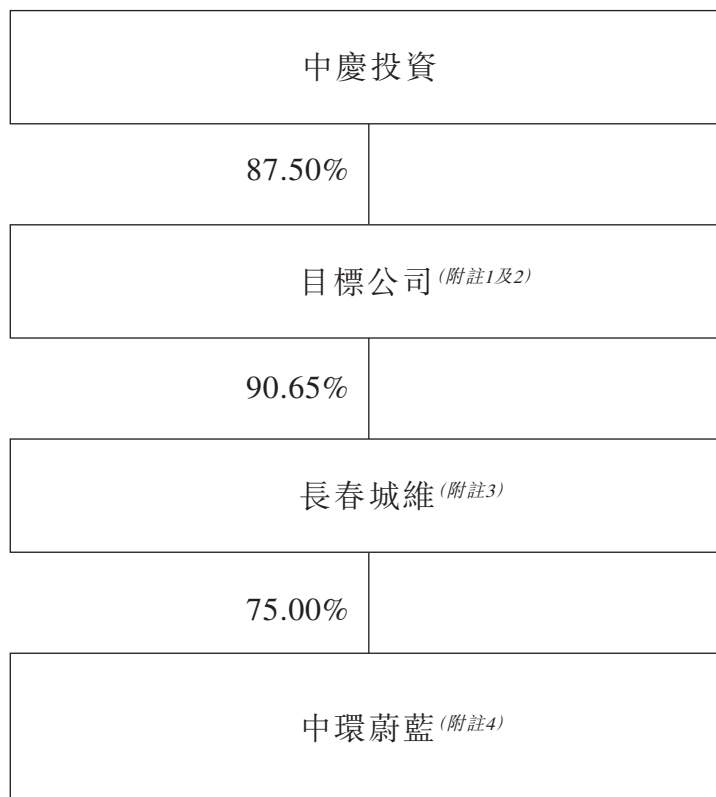 中慶投資
87.50%
目標公司(附註1及2)
90.65%
長春城維(附註3)
75.00%
中環蔚藍(附註4)